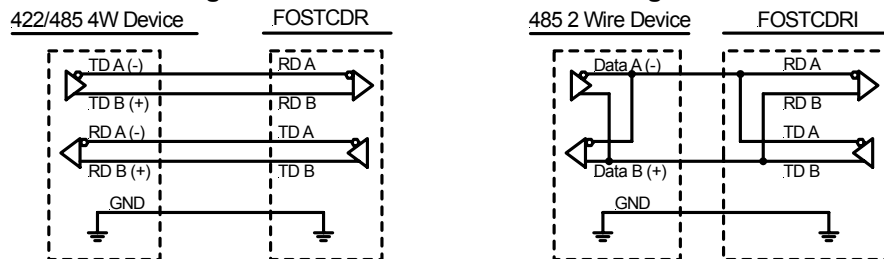 422/485 4W Device FOSTCDR
TD A (-) RD A
TD B (+) RD B
RD A (-) TD A
RD B (+) TD B
GND
485 2 Wire Device FOSTCDRI
Data A (-) RD A
RD B
TD A
Data B (+) TD B
GND